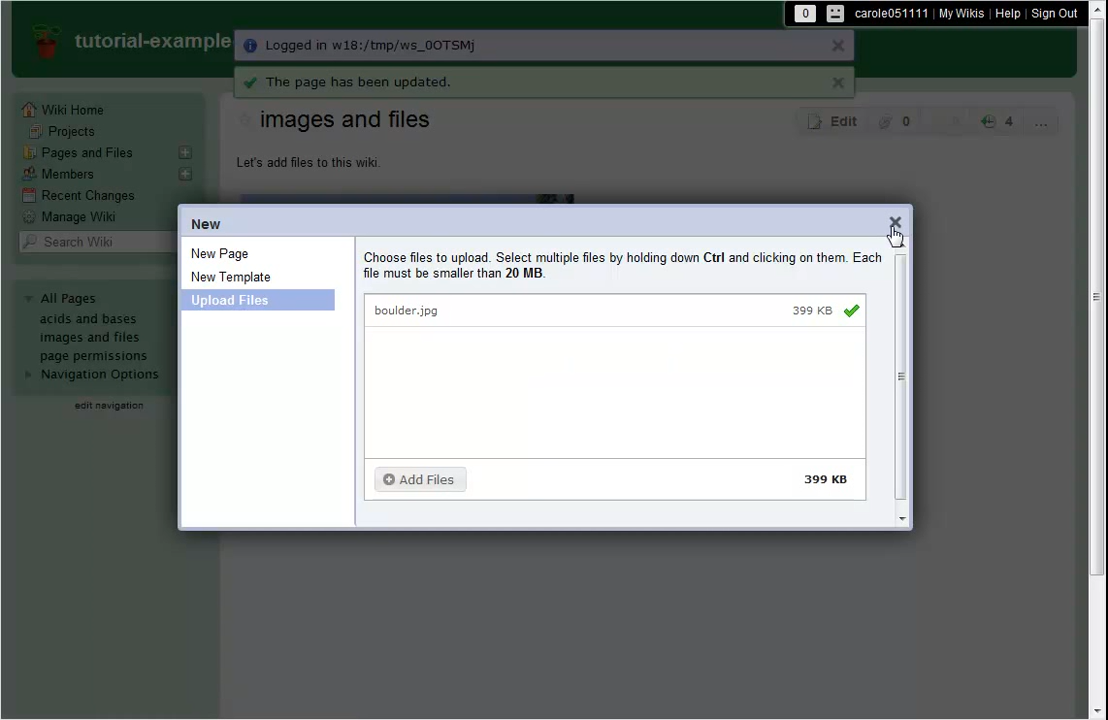 0 carole051111 | My Wikis | Help | Sign Out
tutorial-example
Logged in w18:/tmp/ws_0OTSMj
The page has been updated.
Wiki Home
Projects
Pages and Files
Members
Recent Changes
Manage Wiki
Search Wiki
All Pages
acids and bases
images and files
page permissions
Navigation Options
edit navigation
images and files
Edit 0 4 ...
Let's add files to this wiki.
New
New Page
New Template
Upload Files
Choose files to upload. Select multiple files by holding down Ctrl and clicking on them. Each
file must be smaller than 20 MB.
boulder.jpg 399 KB
Add Files 399 KB